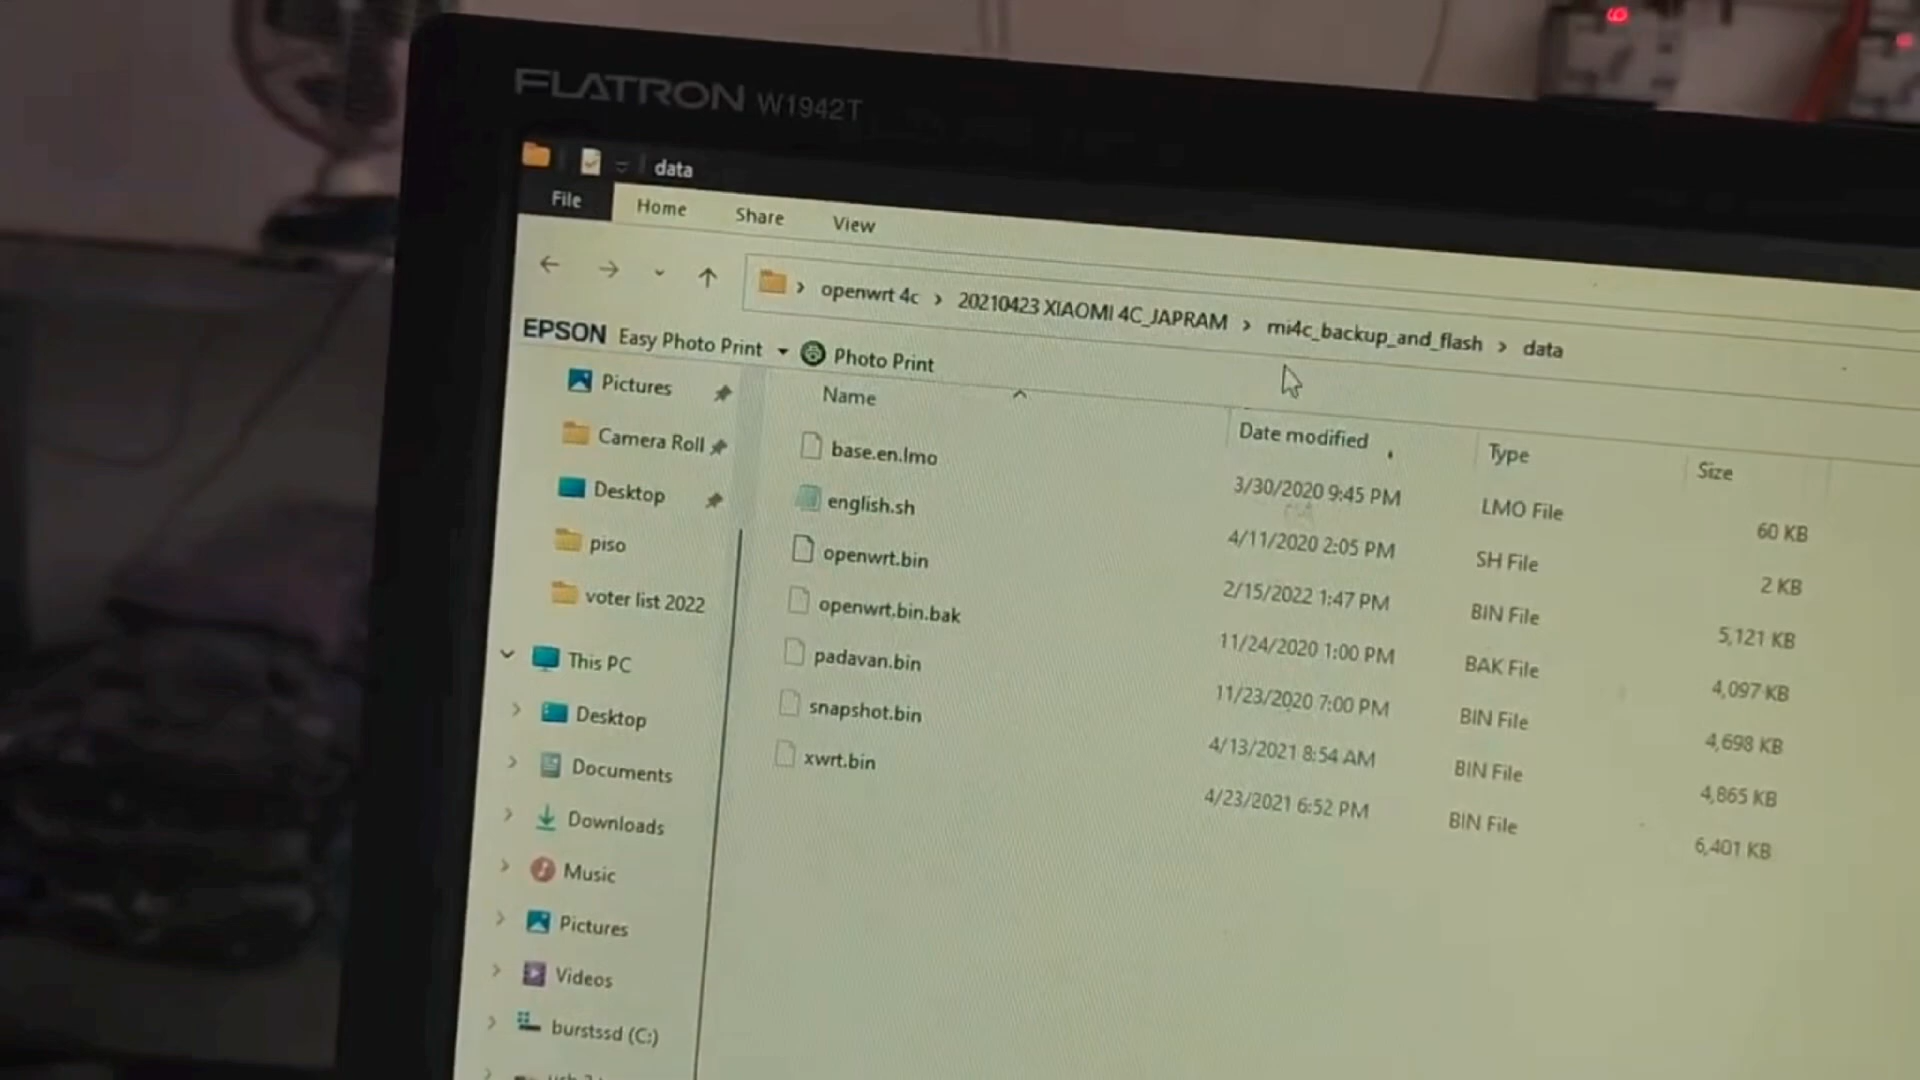 FLATRON W1942T
data
File Home Share View
openwrt 4c > 20210423 XIAOMI 4C_JAPRAM > mi4c_backup_and_flash > data
EPSON Easy Photo Print Photo Print
Name Date modified Type Size
base.en.lmo 3/30/2020 9:45 PM LMO File 60 KB
english.sh 4/11/2020 2:05 PM SH File 2 KB
openwrt.bin 2/15/2022 1:47 PM BIN File 5,121 KB
openwrt.bin.bak 11/24/2020 1:00 PM BAK File 4,097 KB
padavan.bin 11/23/2020 7:00 PM BIN File 4,698 KB
snapshot.bin 4/13/2021 8:54 AM BIN File 4,865 KB
xwrt.bin 4/23/2021 6:52 PM BIN File 6,401 KB
Pictures
Camera Roll
Desktop
piso
voter list 2022
This PC
Desktop
Documents
Downloads
Music
Pictures
Videos
burstssd (C:)